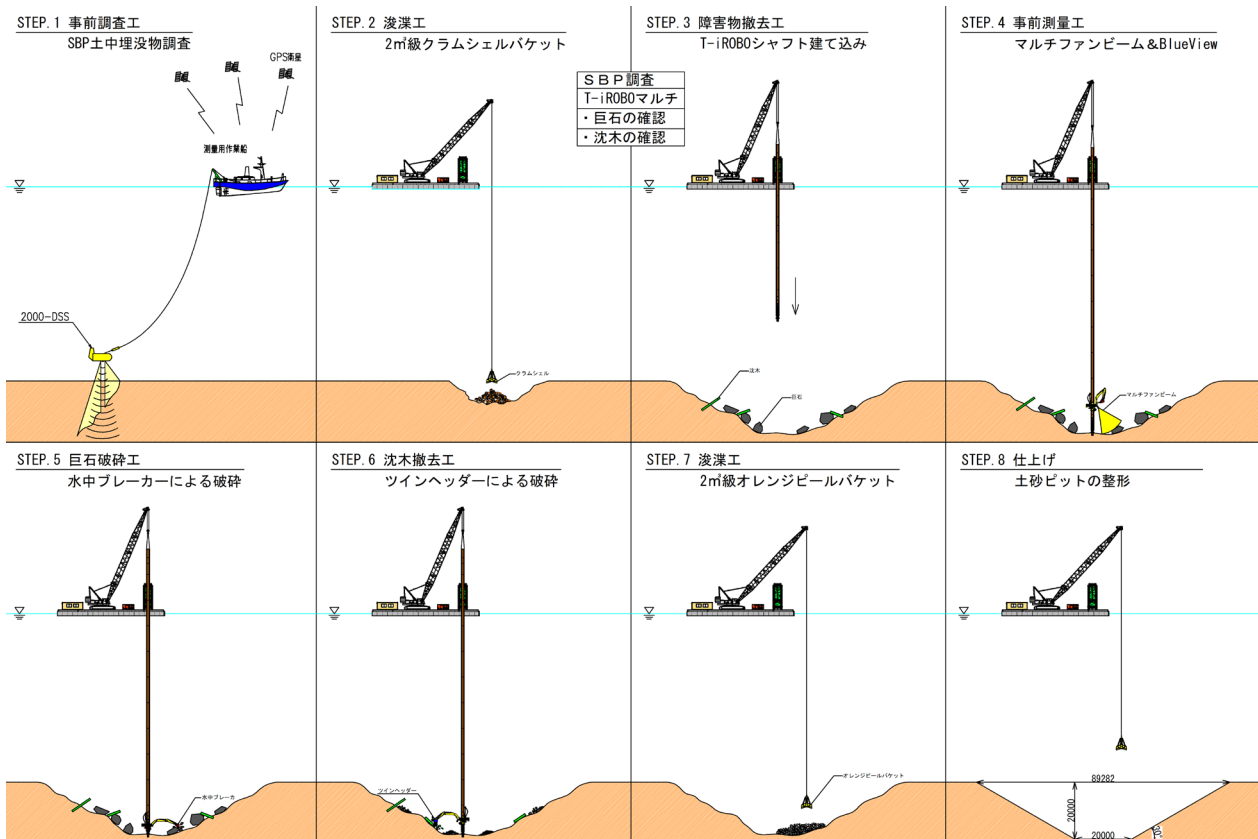 STEP.1 事前調査工
SBP土中埋没物調査
GPS衛星
測量用作業船
2000-DSS
STEP.2 浚渫工
2㎥級クラムシェルバケット
クラムシェル
SBP調査
T-iROBOマルチ
・巨石の確認
・沈木の確認
STEP.3 障害物撤去工
T-iROBOシャフト建て込み
沈木
巨石
STEP.4 事前測量工
マルチファンビーム&BlueView
マルチファンビーム
STEP.5 巨石破砕工
水中ブレーカーによる破砕
水中ブレーカ
STEP.6 沈木撤去工
ツインヘッダーによる破砕
ツインヘッダー
STEP.7 浚渫工
2㎥級オレンジピールバケット
オレンジピールバケット
STEP.8 仕上げ
土砂ピットの整形
89282
20000
20000